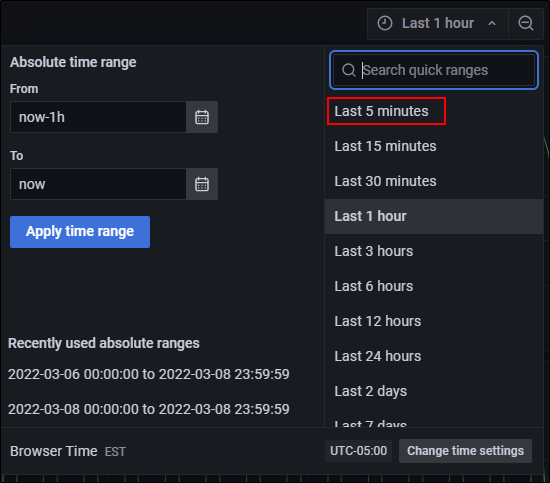 Last 1 hour
Absolute time range
From
now-1h
To
now
Apply time range
Recently used absolute ranges
2022-03-06 00:00:00 to 2022-03-08 23:59:59
2022-03-08 00:00:00 to 2022-03-08 23:59:59
Search quick ranges
Last 5 minutes
Last 15 minutes
Last 30 minutes
Last 1 hour
Last 3 hours
Last 6 hours
Last 12 hours
Last 24 hours
Last 2 days
Last 7 days
Browser Time EST
UTC-05:00
Change time settings